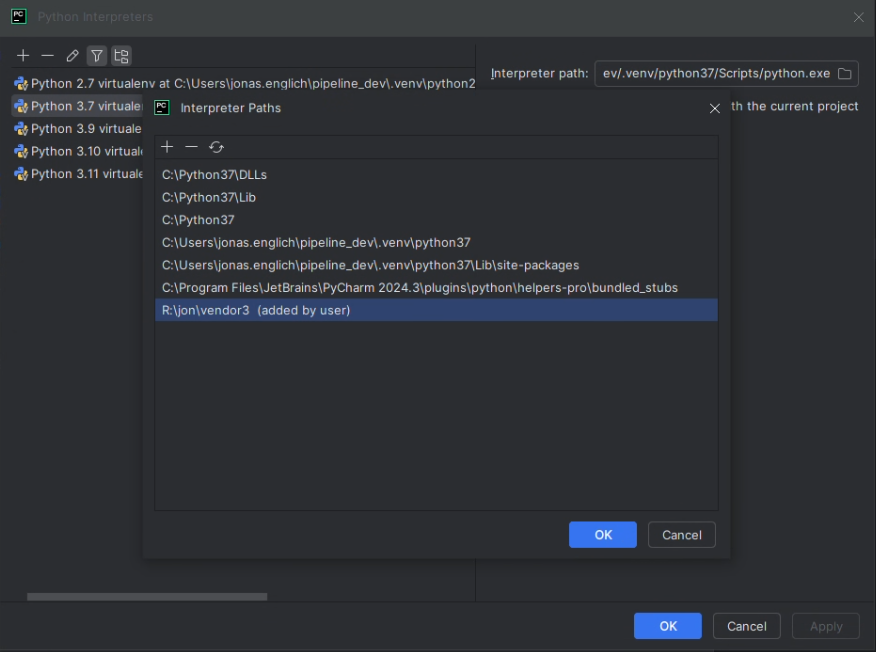 PC Python Interpreters
Python 2.7 virtualenv at C:\Users\jonas.englich\pipeline_dev\.venv\python2
Interpreter path: ev/.venv/python37/Scripts/python.exe
Python 3.7 virtuale
th the current project
Python 3.9 virtuale
Python 3.10 virtual
Python 3.11 virtuale
PC Interpreter Paths
C:\Python37\DLLs
C:\Python37\Lib
C:\Python37
C:\Users\jonas.englich\pipeline_dev\.venv\python37
C:\Users\jonas.englich\pipeline_dev\.venv\python37\Lib\site-packages
C:\Program Files\JetBrains\PyCharm 2024.3\plugins\python\helpers-pro\bundled_stubs
R:\jon\vendor3 (added by user)
OK Cancel
OK Cancel Apply